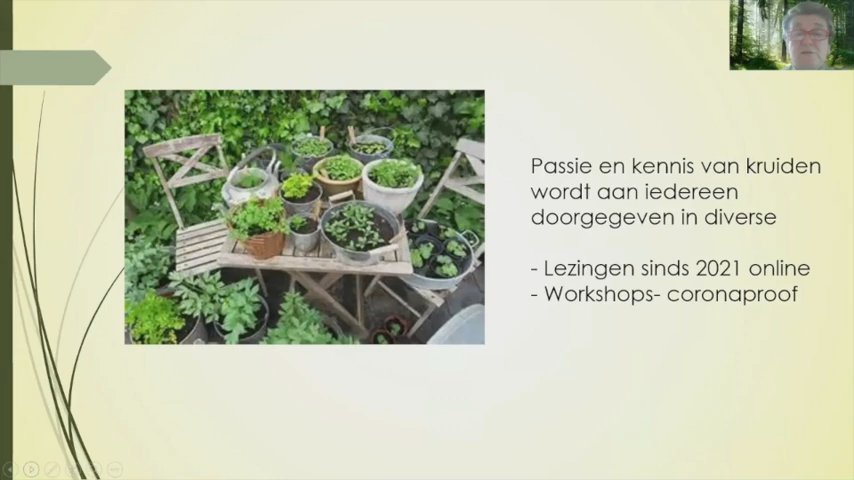 Passie en kennis van kruiden
wordt aan iedereen
doorgegeven in diverse
- Lezingen sinds 2021 online
- Workshops- coronaproof